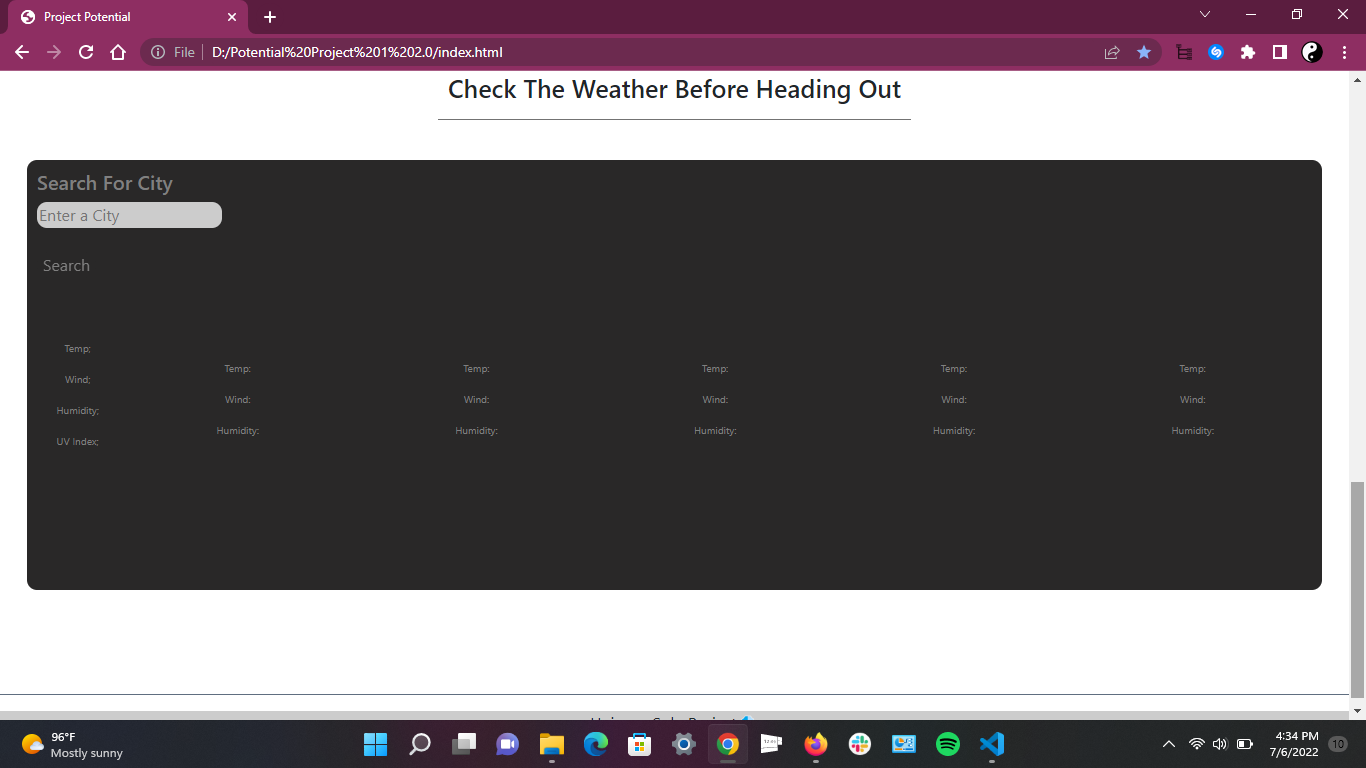 Project Potential
File
D:/Potential%20Project%201%202.0/index.html
Check The Weather Before Heading Out
Search For City
Enter a City
Search
Temp:
Wind:
Humidity:
UV Index:
Temp: Temp: Temp: Temp: Temp:
Wind: Wind: Wind: Wind: Wind:
Humidity: Humidity: Humidity: Humidity: Humidity:
96°F
Mostly sunny
4:34 PM
7/6/2022
10